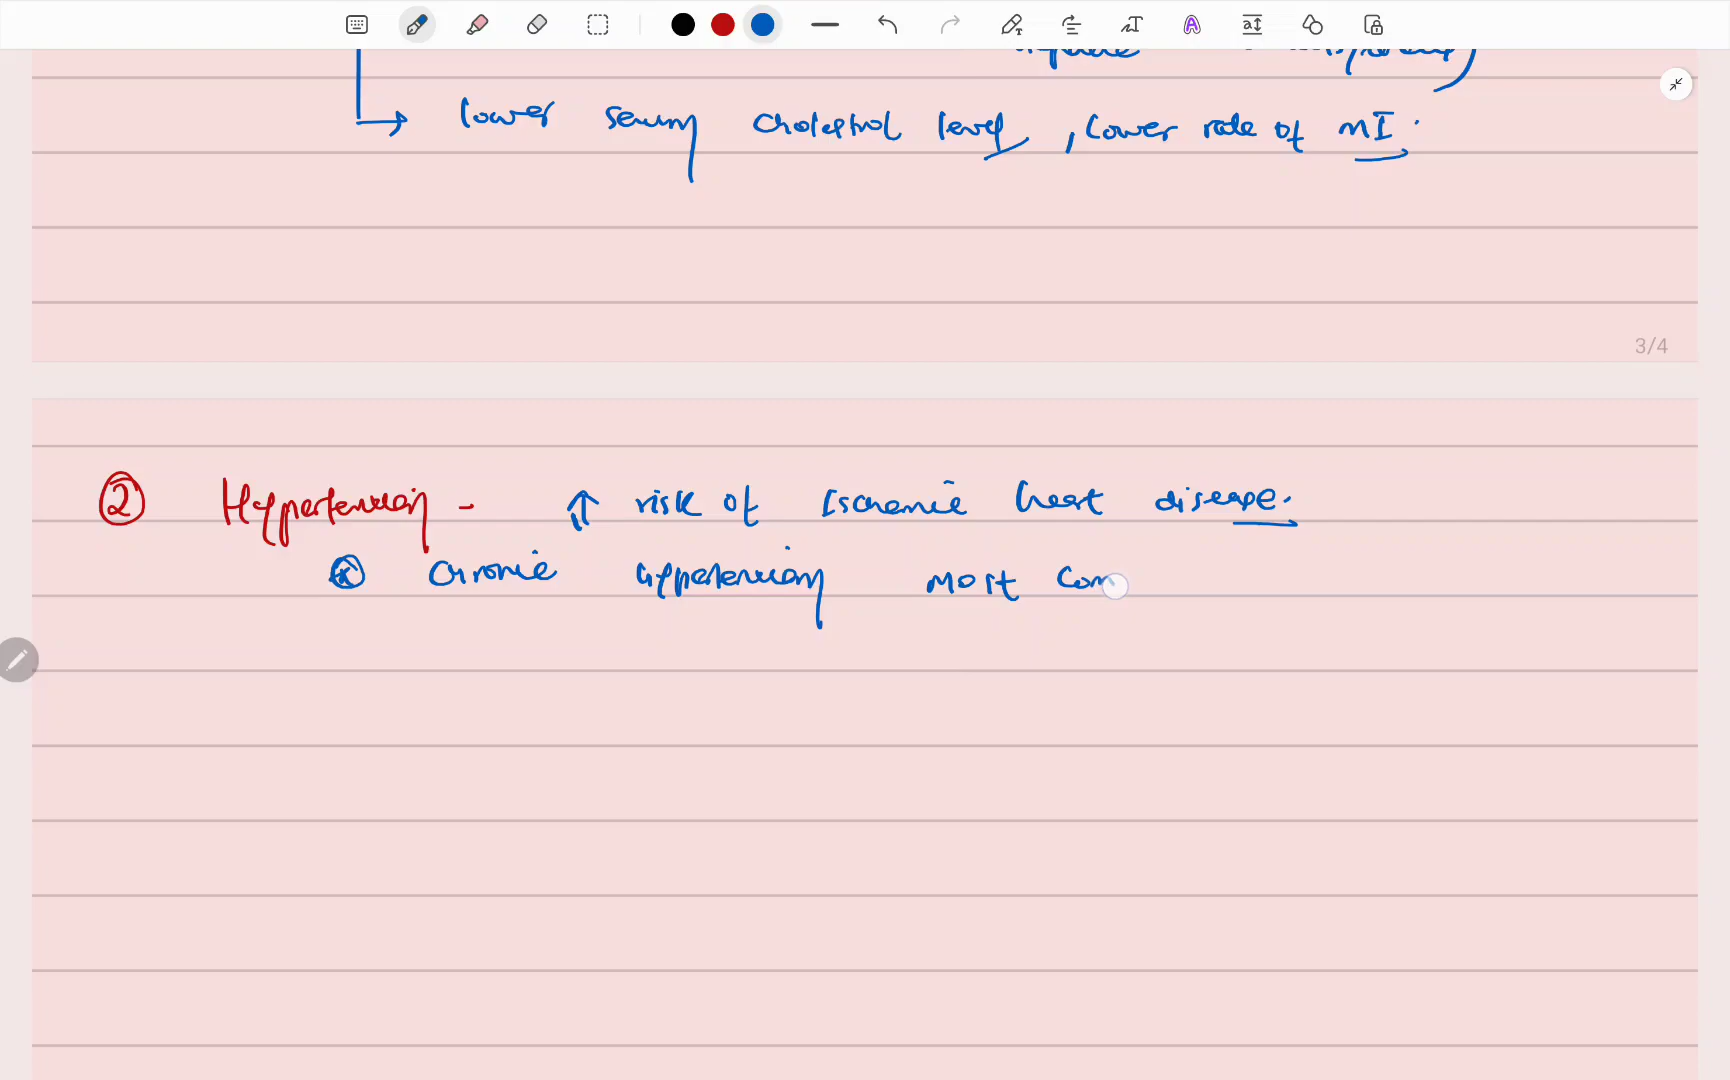 → lower serum cholestrol level, lower rate of MI.
3/4
② Hypertension - ↑ risk of Ischemic heart disease.
chronic hypertension most com